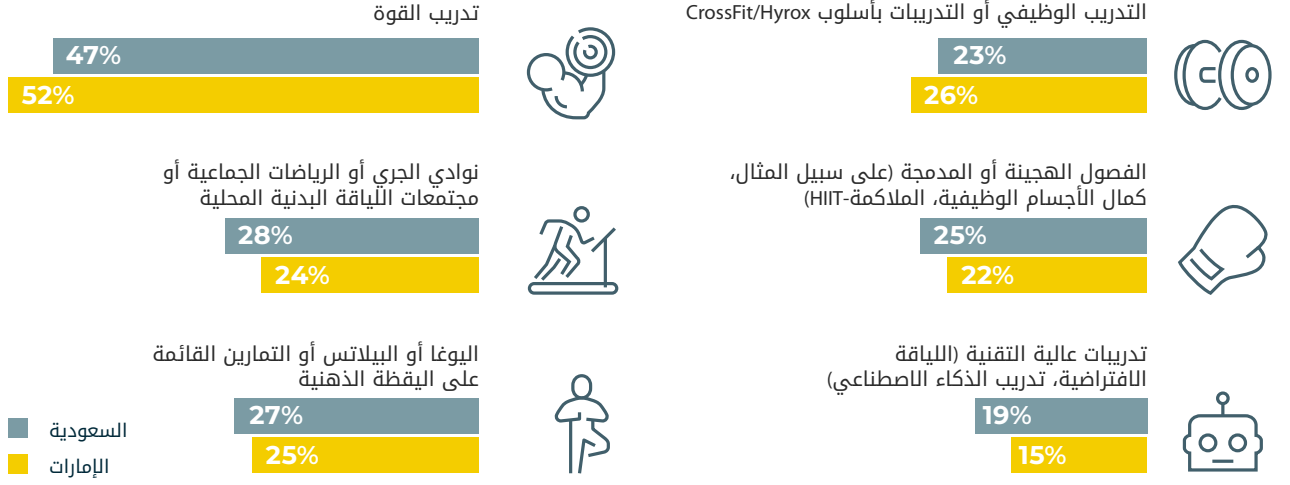 التدريب الوظيفي أو التدريبات بأسلوب CrossFit/Hyrox
23%
26%
تدريب القوة
47%
52%
الفصول الهجينة أو المدمجة (على سبيل المثال،
كمال الأجسام الوظيفية، الملاكمة-HIIT)
25%
22%
نوادي الجري أو الرياضات الجماعية أو
مجتمعات اللياقة البدنية المحلية
28%
24%
تدريبات عالية التقنية (اللياقة
الافتراضية، تدريب الذكاء الاصطناعي)
19%
15%
اليوغا أو البيلاتس أو التمارين القائمة
على اليقظة الذهنية
27%
25%
السعودية
الإمارات